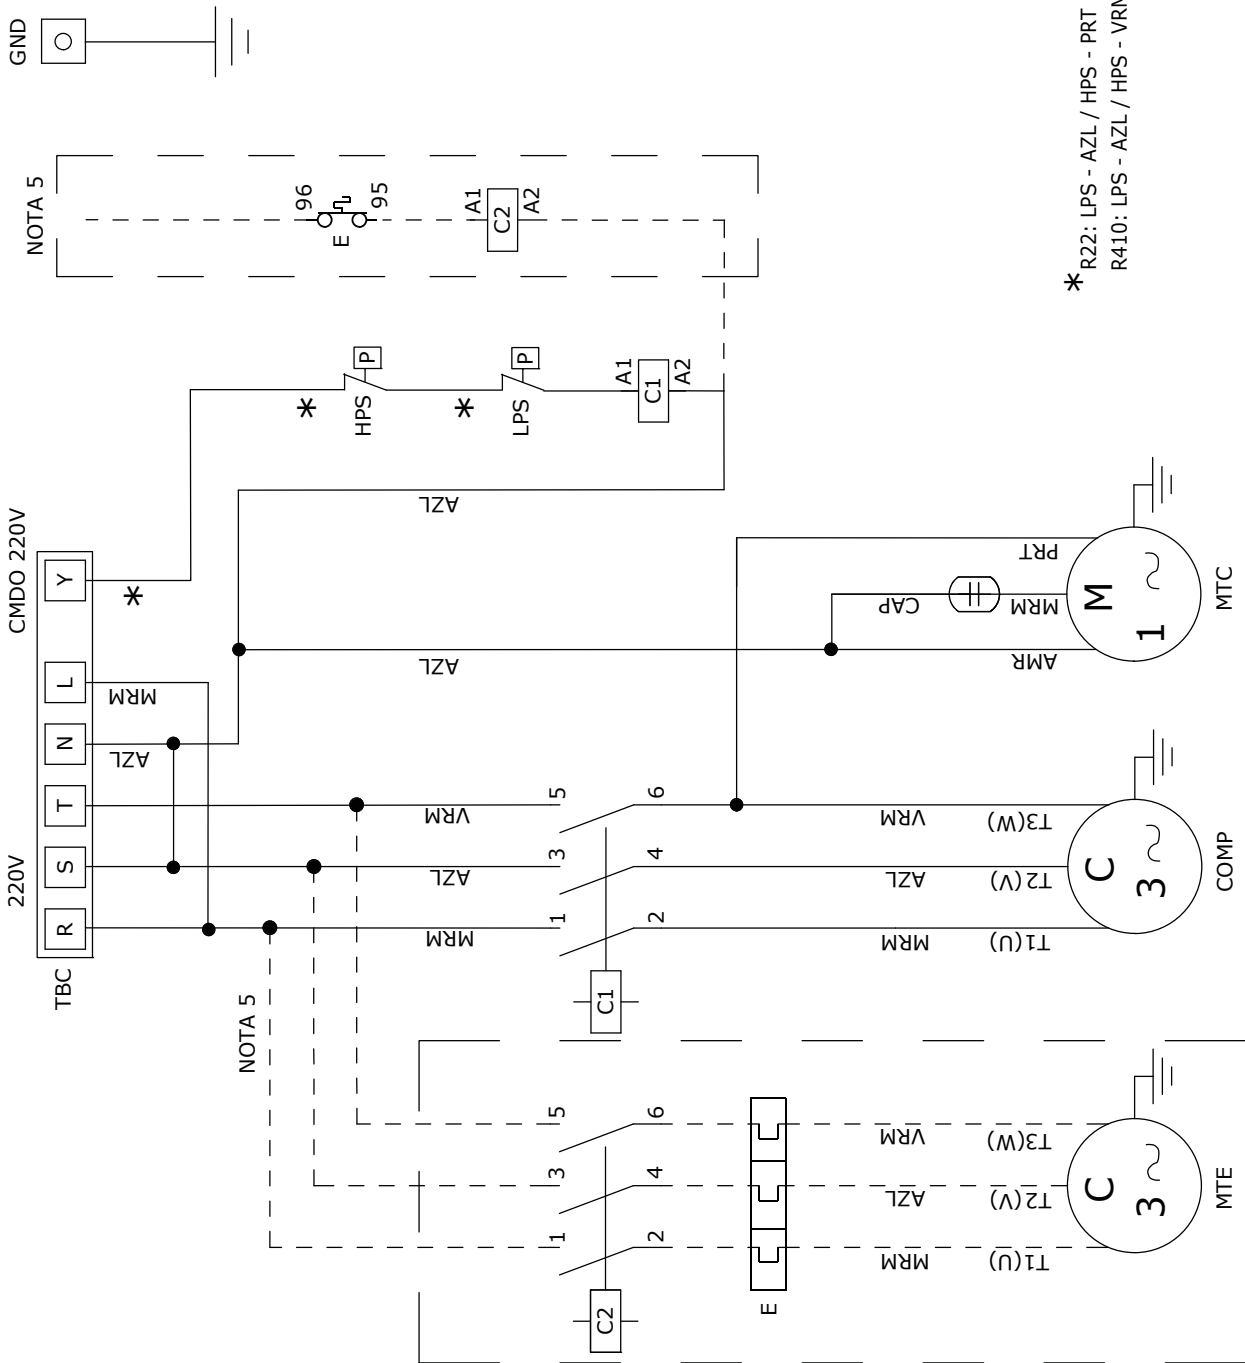 GND
NOTA 5
96
95
E
A1
C2
A2
* R22: LPS - AZL / HPS - PRT
R410: LPS - AZL / HPS - VRM
*
P
HPS
*
P
LPS
A1
C1
A2
CMDO 220V
220V
TBC
R
S
T
N
L
Y
*
MRM
AZL
AZL
AZL
CAP
PRT
MRM
AMR
M
1 ~
MTC
VRM
AZL
MRM
5
3
1
6
4
2
C1
VRM
AZL
MRM
T3(W)
T2(V)
T1(U)
C
3 ~
COMP
NOTA 5
5
3
1
6
4
2
C2
E
VRM
AZL
MRM
T3(W)
T2(V)
T1(U)
C
3 ~
MTE